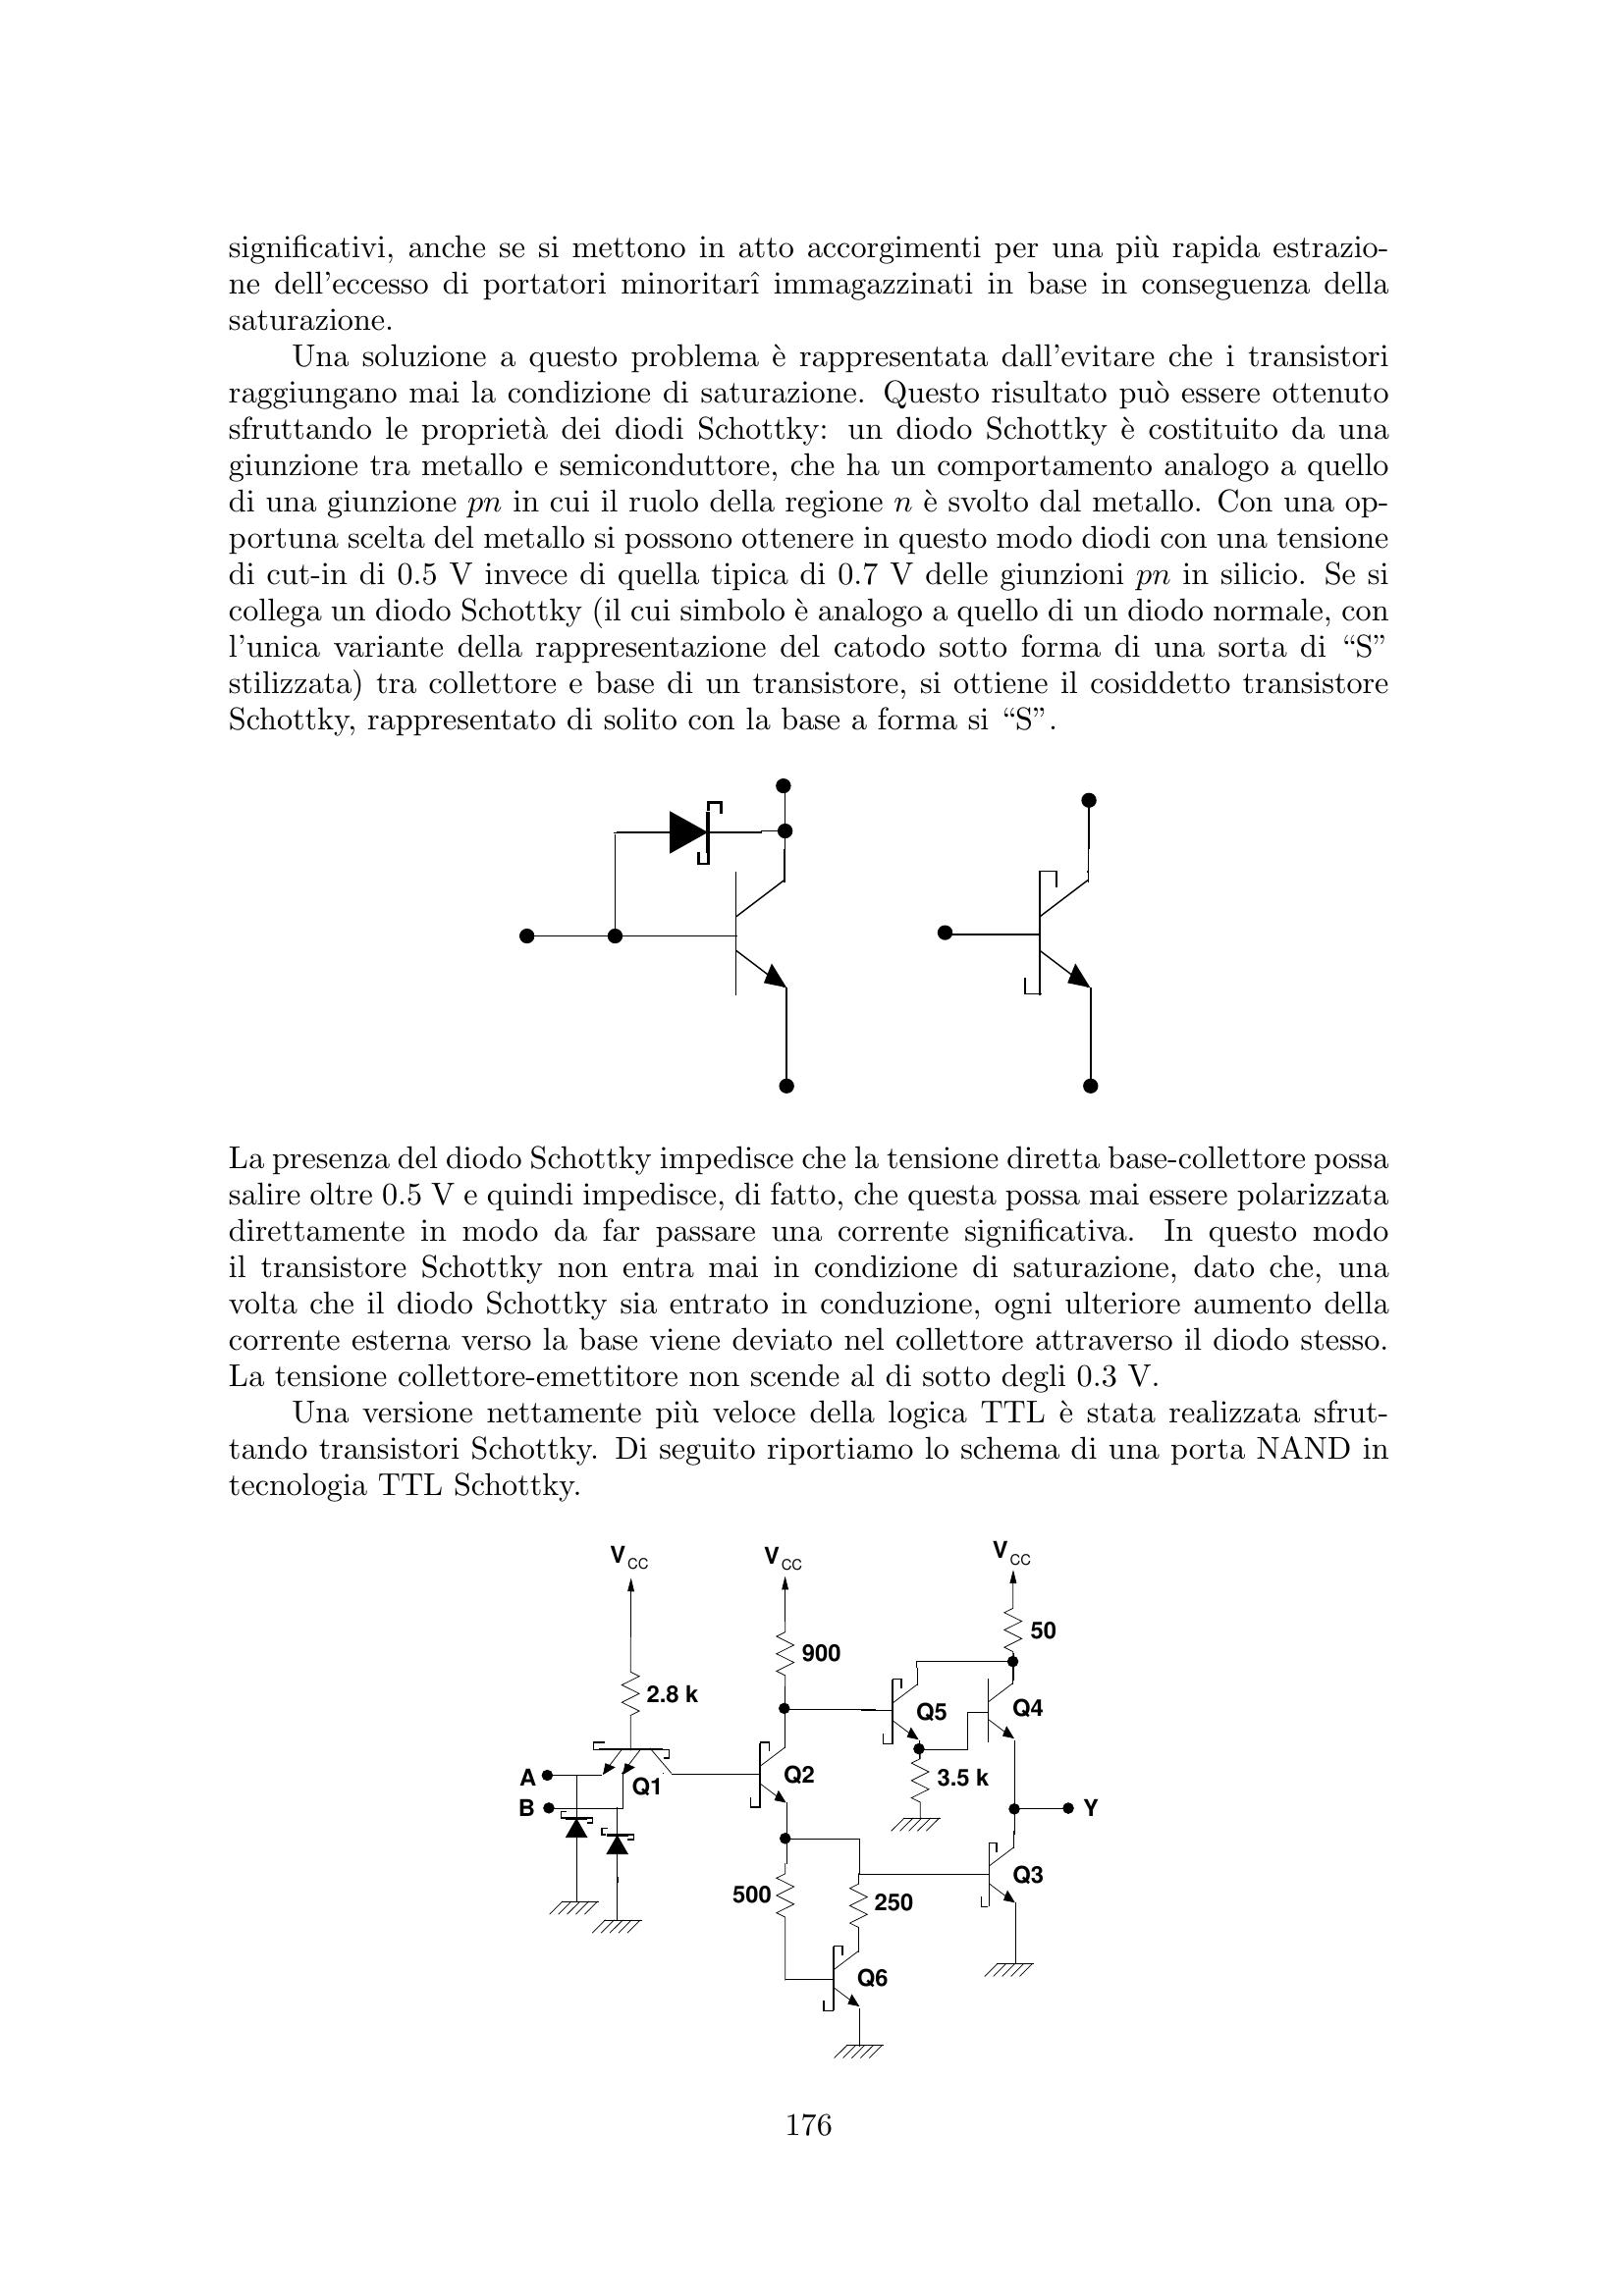 significativi, anche se si mettono in atto accorgimenti per una più rapida estrazio-
ne dell'eccesso di portatori minoritarî immagazzinati in base in conseguenza della
saturazione.
Una soluzione a questo problema è rappresentata dall'evitare che i transistori
raggiungano mai la condizione di saturazione. Questo risultato può essere ottenuto
sfruttando le proprietà dei diodi Schottky: un diodo Schottky è costituito da una
giunzione tra metallo e semiconduttore, che ha un comportamento analogo a quello
di una giunzione pn in cui il ruolo della regione n è svolto dal metallo. Con una op-
portuna scelta del metallo si possono ottenere in questo modo diodi con una tensione
di cut-in di 0.5 V invece di quella tipica di 0.7 V delle giunzioni pn in silicio. Se si
collega un diodo Schottky (il cui simbolo è analogo a quello di un diodo normale, con
l'unica variante della rappresentazione del catodo sotto forma di una sorta di “S”
stilizzata) tra collettore e base di un transistore, si ottiene il cosiddetto transistore
Schottky, rappresentato di solito con la base a forma si “S”.
La presenza del diodo Schottky impedisce che la tensione diretta base-collettore possa
salire oltre 0.5 V e quindi impedisce, di fatto, che questa possa mai essere polarizzata
direttamente in modo da far passare una corrente significativa. In questo modo
il transistore Schottky non entra mai in condizione di saturazione, dato che, una
volta che il diodo Schottky sia entrato in conduzione, ogni ulteriore aumento della
corrente esterna verso la base viene deviato nel collettore attraverso il diodo stesso.
La tensione collettore-emettitore non scende al di sotto degli 0.3 V.
Una versione nettamente più veloce della logica TTL è stata realizzata sfrut-
tando transistori Schottky. Di seguito riportiamo lo schema di una porta NAND in
tecnologia TTL Schottky.
VCC VCC VCC
50
900
2.8 k
Q5 Q4
A Q1 Q2 3.5 k
B Y
Q3
500 250
Q6
176